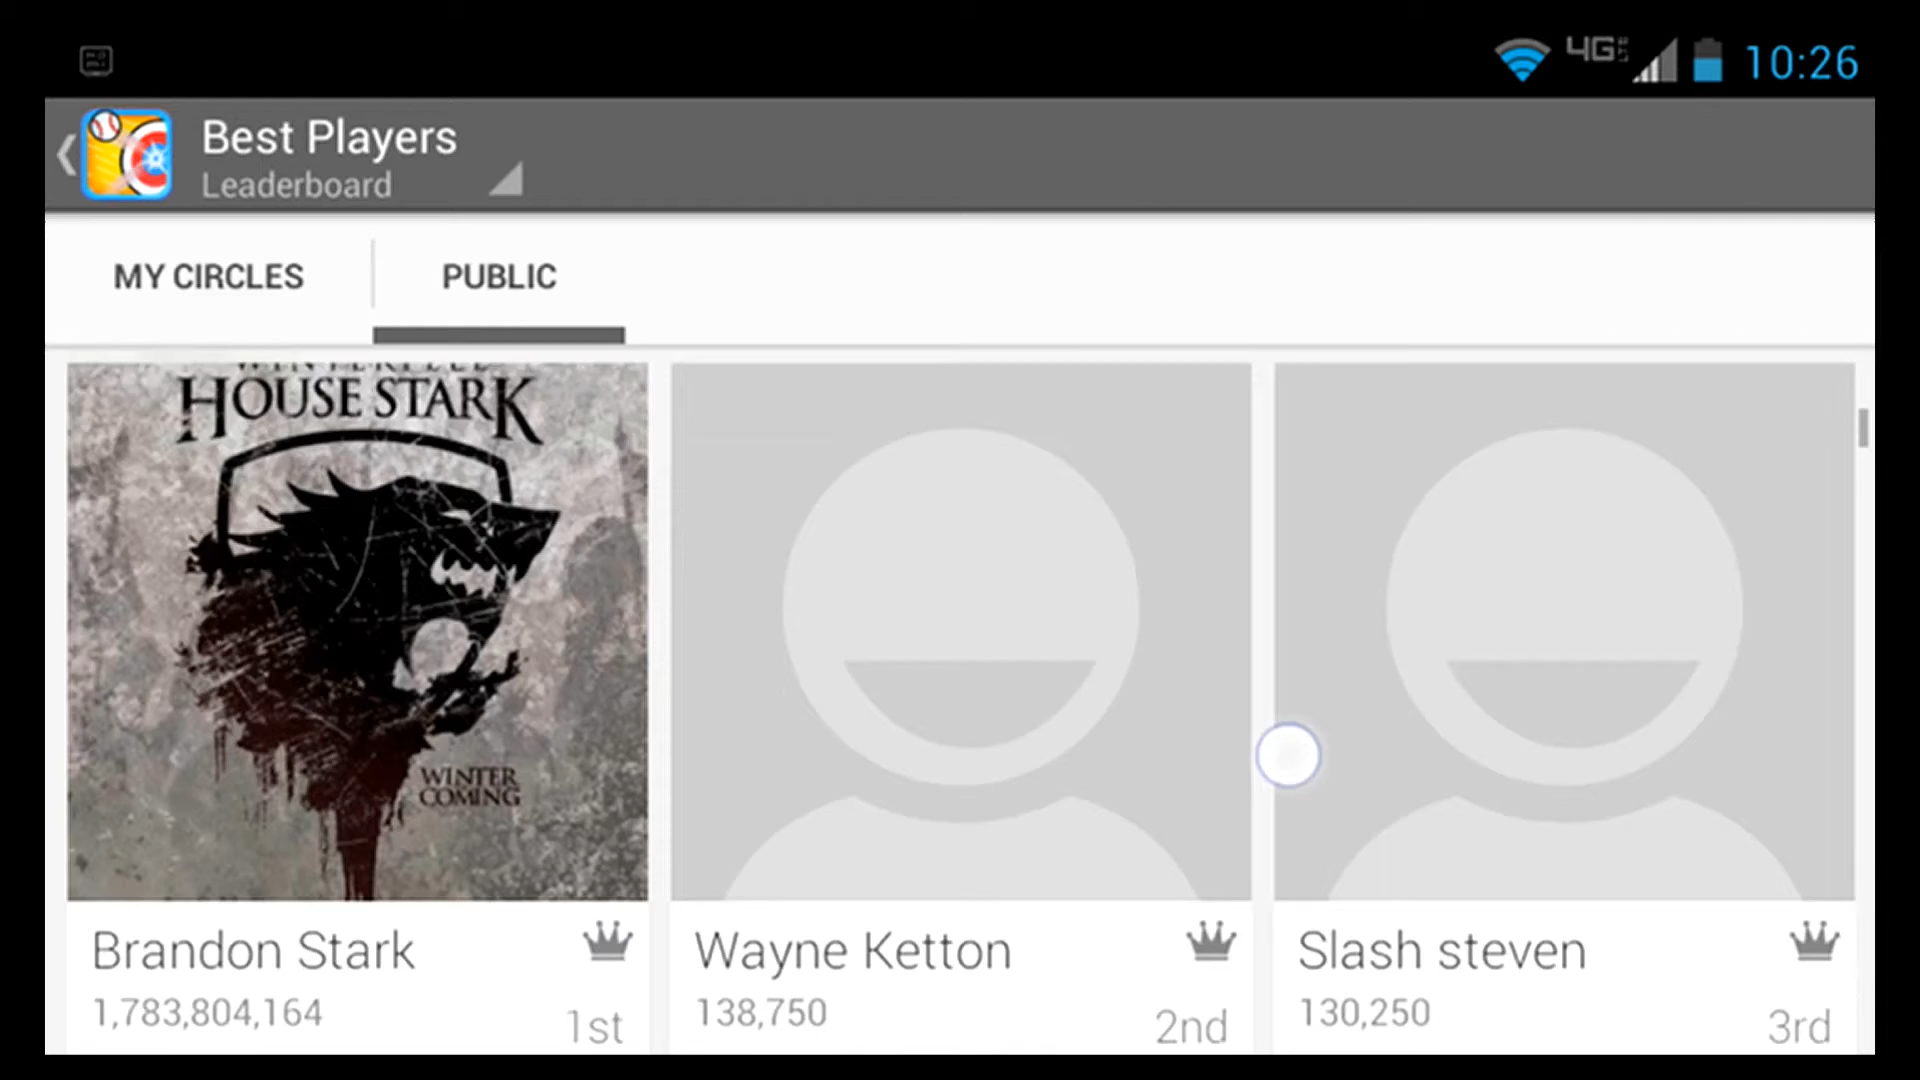 4G LTE 10:26
Best Players
Leaderboard
MY CIRCLES PUBLIC
HOUSE STARK
WINTER
COMING
Brandon Stark
1,783,804,164
1st
Wayne Ketton
138,750
2nd
Slash steven
130,250
3rd